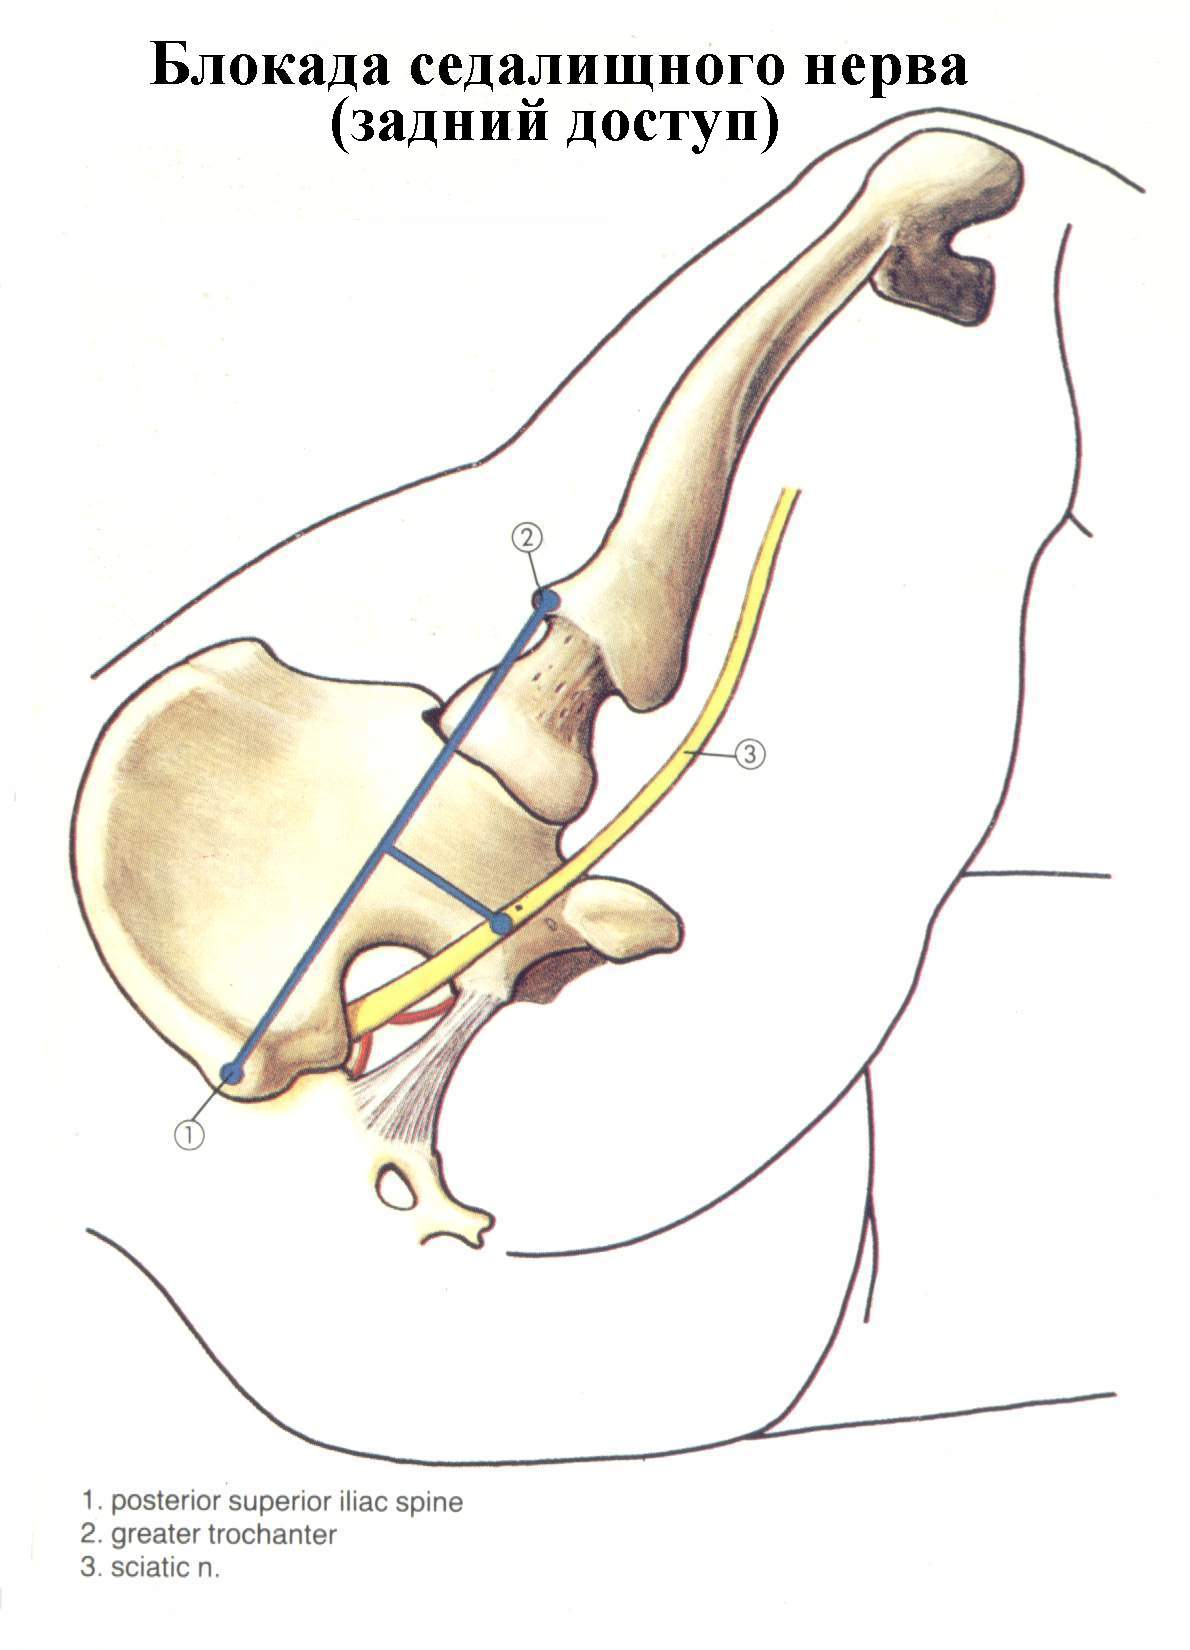 Блокада седалищного нерва
(задний доступ)
2
3
1
1. posterior superior iliac spine
2. greater trochanter
3. sciatic n.